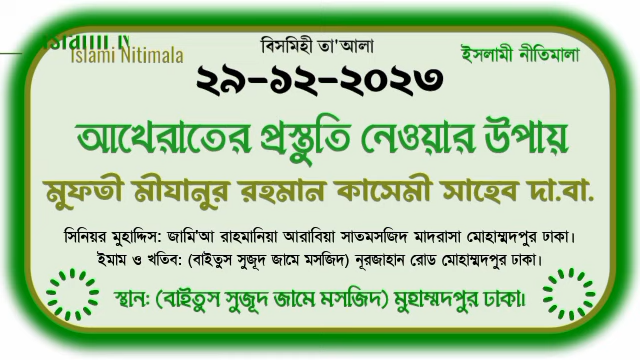 Islami N
Islami Nitimala
বিসমিহী তা'আলা
ইসলামী নীতিমালা
২৯-১২-২০২৩
আখেরাতের প্রস্তুতি নেওয়ার উপায়
মুফতী মীযানুর রহমান কাসেমী সাহেব দা.বা.
সিনিয়র মুহাদ্দিস: জামি'আ রাহমানিয়া আরাবিয়া সাতমসজিদ মাদরাসা মোহাম্মদপুর ঢাকা।
ইমাম ও খতিব: (বাইতুস সুজূদ জামে মসজিদ) নূরজাহান রোড মোহাম্মদপুর ঢাকা।
স্থান: (বাইতুস সুজূদ জামে মসজিদ) মুহাম্মদপুর ঢাকা।